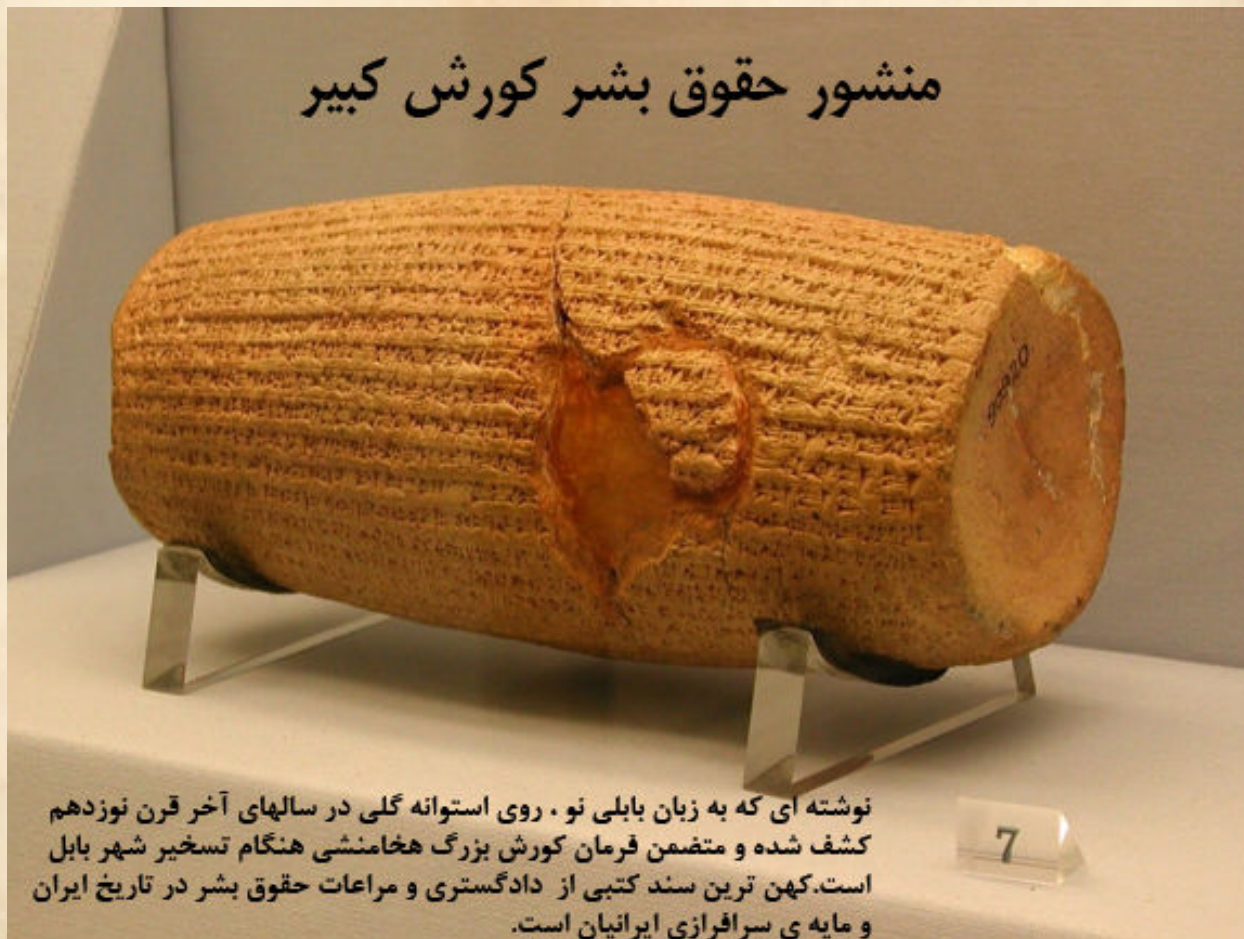 منشور حقوق بشر کورش کبیر
90920
نوشته ای که به زبان بابلی نو ، روی استوانه گلی در سالهای آخر قرن نوزدهم
کشف شده و متضمن فرمان کورش بزرگ هخامنشی هنگام تسخیر شهر بابل
است.کهن ترین سند کتبی از دادگستری و مراعات حقوق بشر در تاریخ ایران
و مایه ی سرافرازی ایرانیان است.
7